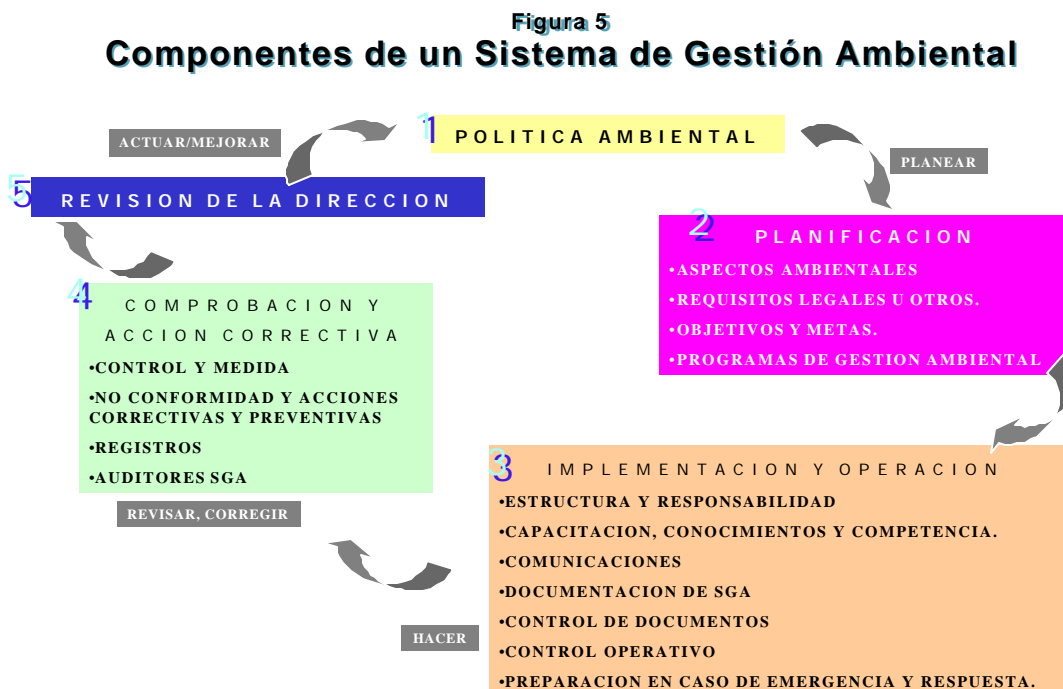 Figura 5
Componentes de un Sistema de Gestión Ambiental
ACTUAR/MEJORAR
1 POLITICA AMBIENTAL
PLANEAR
5 REVISION DE LA DIRECCION
2 PLANIFICACION
•ASPECTOS AMBIENTALES
•REQUISITOS LEGALES U OTROS.
•OBJETIVOS Y METAS.
•PROGRAMAS DE GESTION AMBIENTAL
4 COMPROBACION Y
ACCION CORRECTIVA
•CONTROL Y MEDIDA
•NO CONFORMIDAD Y ACCIONES
CORRECTIVAS Y PREVENTIVAS
•REGISTROS
•AUDITORES SGA
REVISAR, CORREGIR
3 IMPLEMENTACION Y OPERACION
•ESTRUCTURA Y RESPONSABILIDAD
•CAPACITACION, CONOCIMIENTOS Y COMPETENCIA.
•COMUNICACIONES
•DOCUMENTACION DE SGA
•CONTROL DE DOCUMENTOS
•CONTROL OPERATIVO
•PREPARACION EN CASO DE EMERGENCIA Y RESPUESTA.
HACER